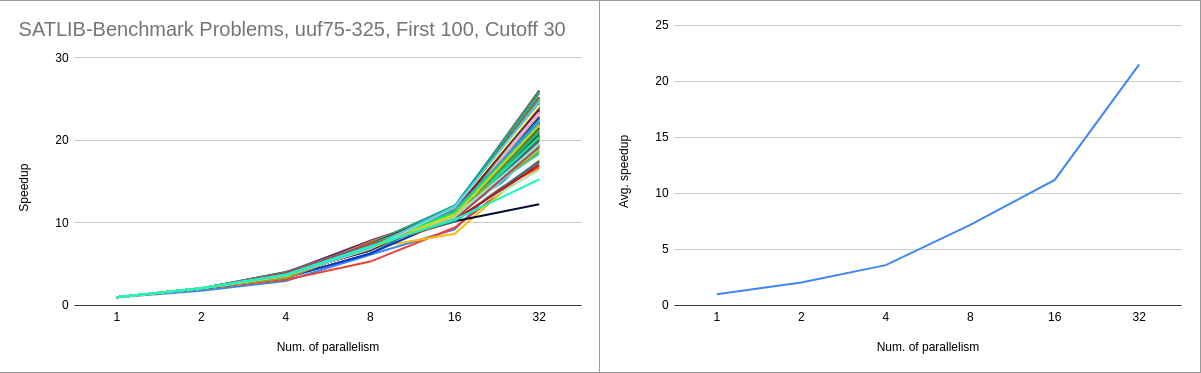 SATLIB-Benchmark Problems, uuf75-325, First 100, Cutoff 30
30
20
10
0
Speedup
1 2 4 8 16 32
Num. of parallelism
25
20
15
10
5
0
Avg. speedup
1 2 4 8 16 32
Num. of parallelism